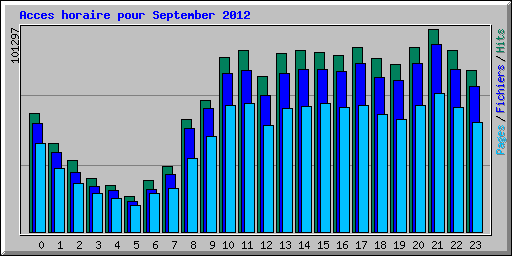 Acces horaire pour September 2012
101297
Pages / Fichiers / Hits
0 1 2 3 4 5 6 7 8 9 10 11 12 13 14 15 16 17 18 19 20 21 22 23